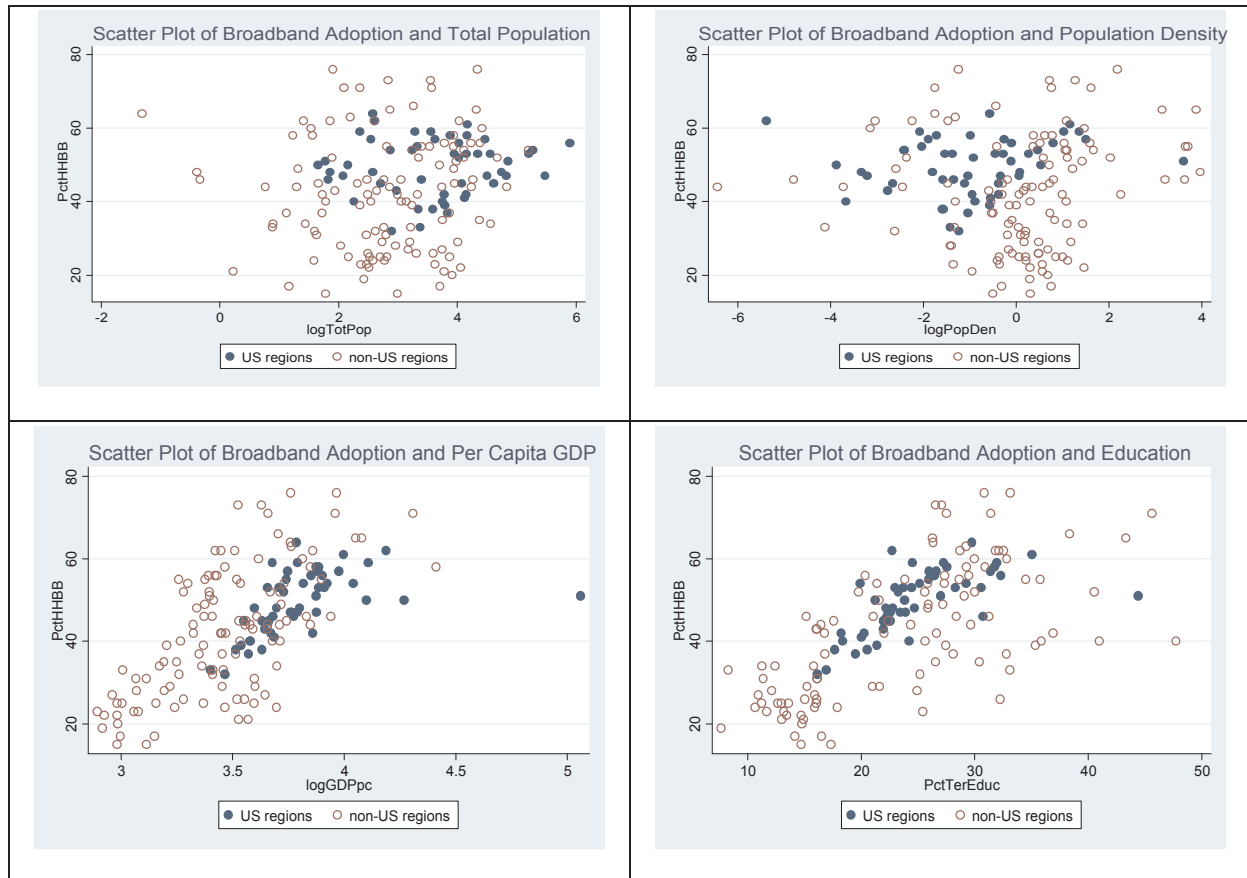 Scatter Plot of Broadband Adoption and Total Population
PctHHBB
80
60
40
20
-2 0 2 4 6
logTotPop
US regions non-US regions
Scatter Plot of Broadband Adoption and Population Density
PctHHBB
80
60
40
20
-6 -4 -2 0 2 4
logPopDen
US regions non-US regions
Scatter Plot of Broadband Adoption and Per Capita GDP
PctHHBB
80
60
40
20
3 3.5 4 4.5 5
logGDPpc
US regions non-US regions
Scatter Plot of Broadband Adoption and Education
PctHHBB
80
60
40
20
10 20 30 40 50
PctTerEduc
US regions non-US regions